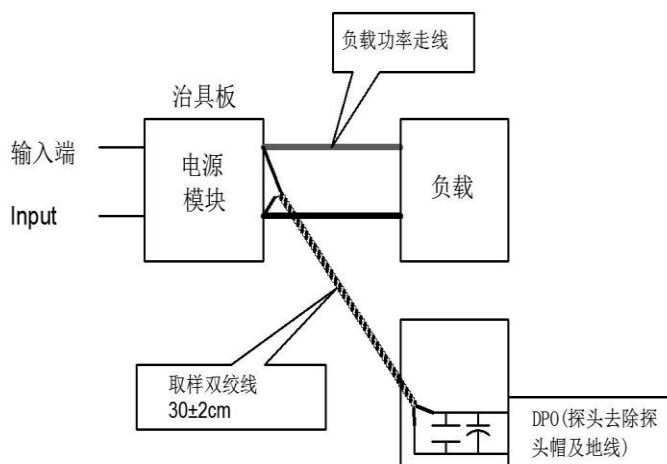 负载功率走线
治具板
输入端
Input
电源
模块
负载
取样双绞线
30±2cm
DPO(探头去除探
头帽及地线)